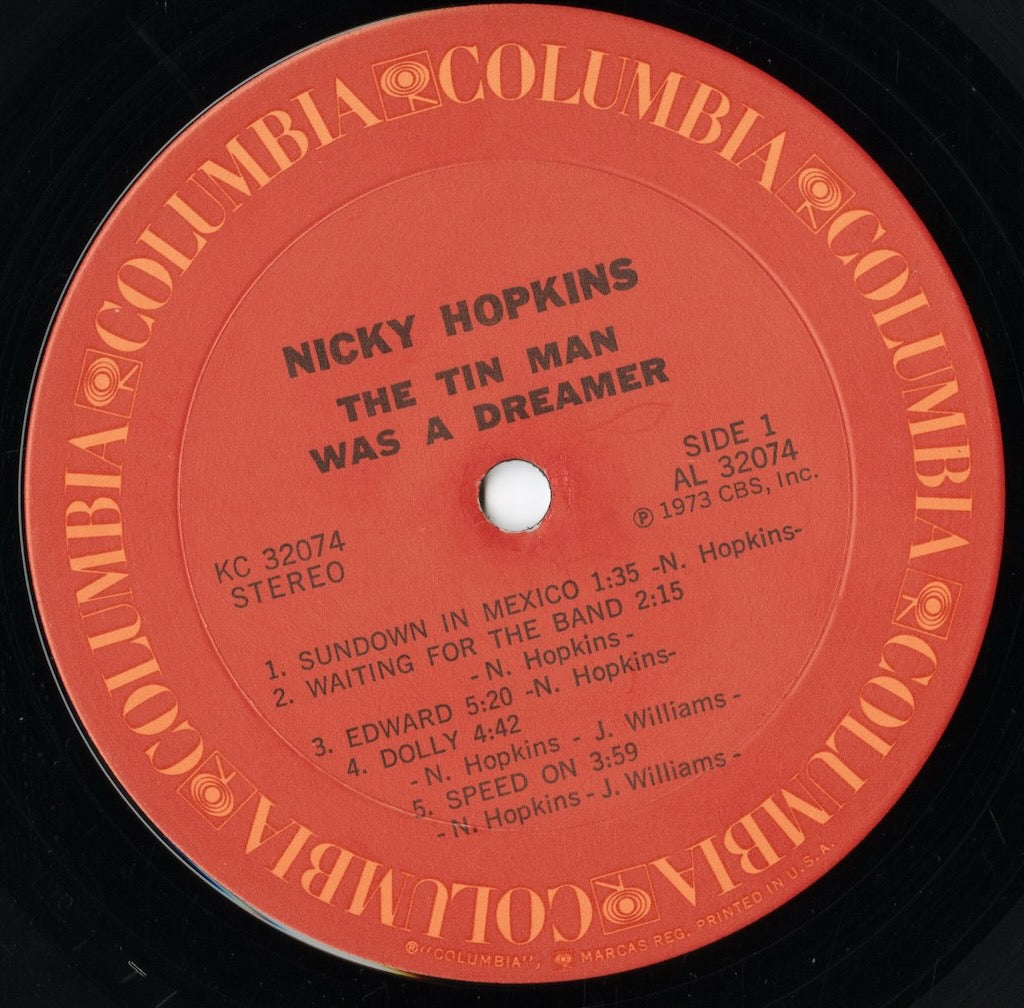 COLUMBIA COLUMBIA COLUMBIA COLUMBIA COLUMBIA COLUMBIA
NICKY HOPKINS
THE TIN MAN
WAS A DREAMER
SIDE 1
AL 32074
℗ 1973 CBS, Inc.
KC 32074
STEREO
1. SUNDOWN IN MEXICO 1:35 -N. Hopkins-
2. WAITING FOR THE BAND 2:15
- N. Hopkins -
3. EDWARD 5:20 -N. Hopkins-
4. DOLLY 4:42
- N. Hopkins - J. Williams -
5. SPEED ON 3:59
- N. Hopkins - J. Williams -
®"COLUMBIA", MARCAS REG. PRINTED IN U.S.A.